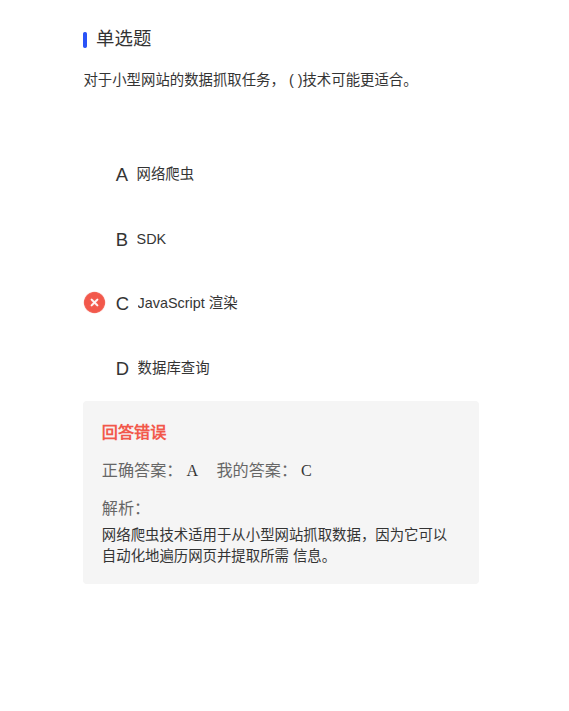 单选题
对于小型网站的数据抓取任务， ( )技术可能更适合。
A 网络爬虫
B SDK
C JavaScript 渲染
D 数据库查询
回答错误
正确答案： A 我的答案： C
解析：
网络爬虫技术适用于从小型网站抓取数据，因为它可以
自动化地遍历网页并提取所需 信息。